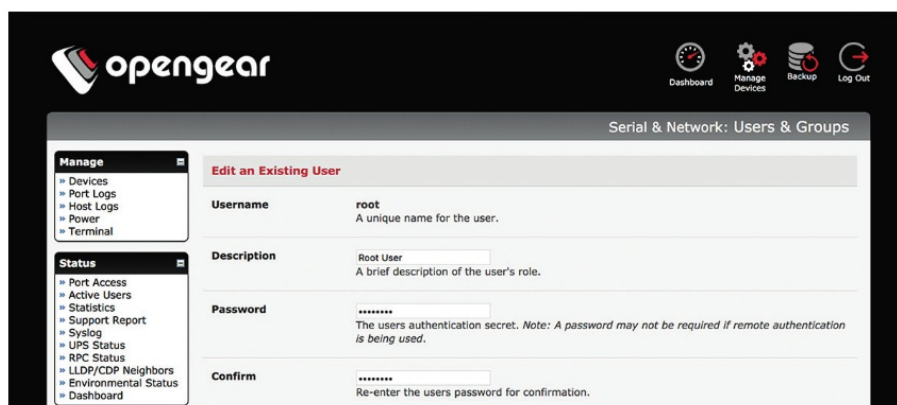 opengear
Dashboard
Manage
Devices
Backup
Log Out
Serial & Network: Users & Groups
Manage
» Devices
» Port Logs
» Host Logs
» Power
» Terminal
Status
» Port Access
» Active Users
» Statistics
» Support Report
» Syslog
» UPS Status
» RPC Status
» LLDP/CDP Neighbors
» Environmental Status
» Dashboard
Edit an Existing User
Username
root
A unique name for the user.
Description
Root User
A brief description of the user's role.
Password
••••••••
The users authentication secret. Note: A password may not be required if remote authentication
is being used.
Confirm
••••••••
Re-enter the users password for confirmation.